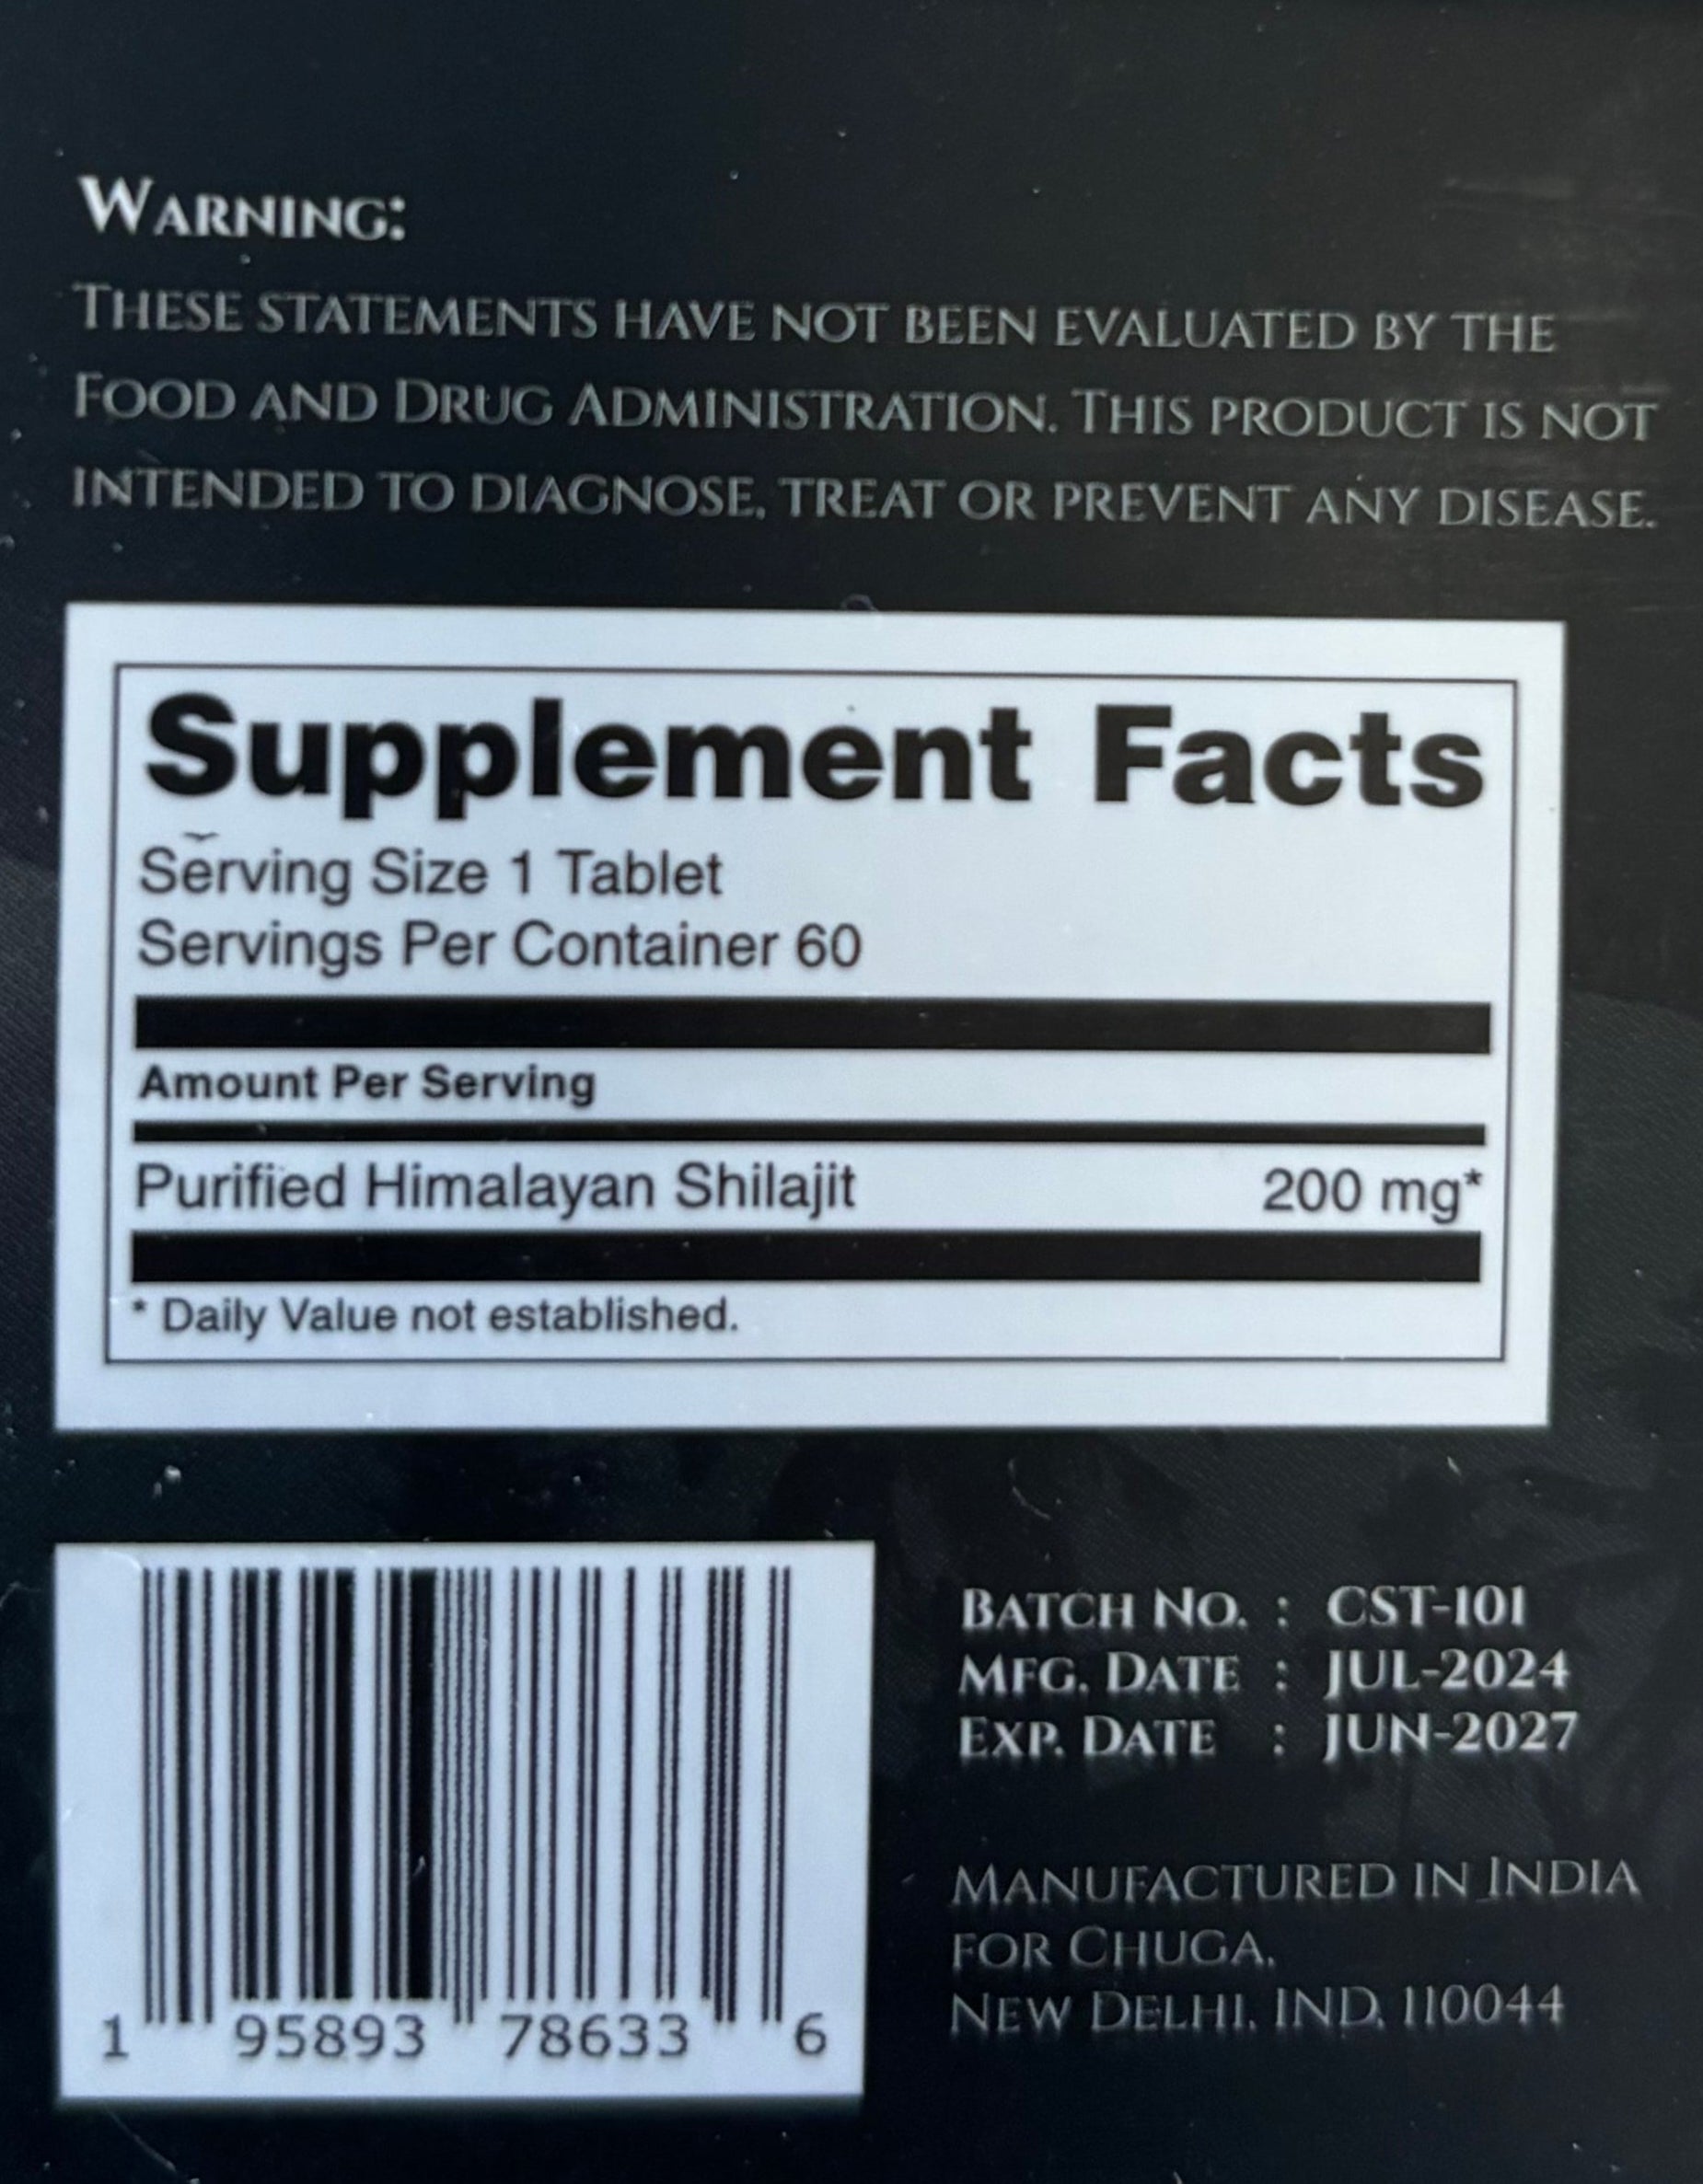 WARNING:
THESE STATEMENTS HAVE NOT BEEN EVALUATED BY THE
FOOD AND DRUG ADMINISTRATION. THIS PRODUCT IS NOT
INTENDED TO DIAGNOSE, TREAT OR PREVENT ANY DISEASE.
Supplement Facts
Serving Size 1 Tablet
Servings Per Container 60
Amount Per Serving
Purified Himalayan Shilajit 200 mg*
* Daily Value not established.
BATCH NO. : CST-101
MFG. DATE : JUL-2024
EXP. DATE : JUN-2027
MANUFACTURED IN INDIA
FOR CHUGA,
NEW DELHI, IND, 110044
1 95893 78633 6